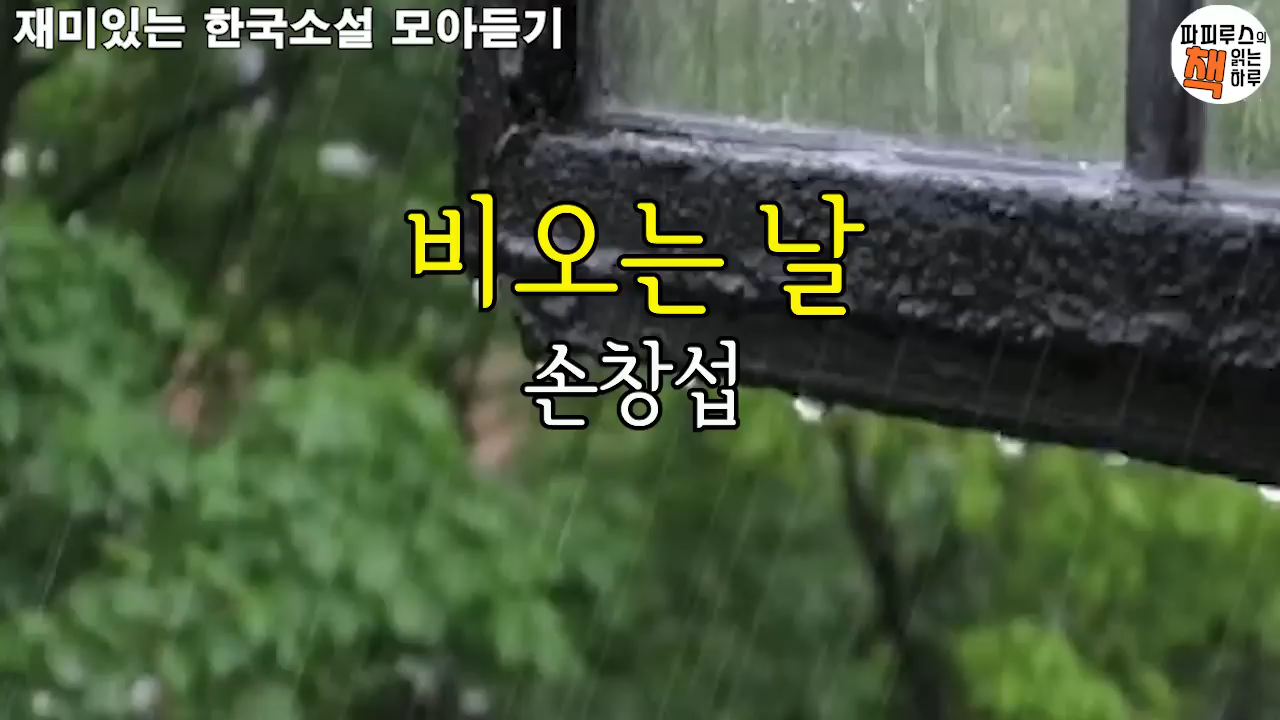 재미있는 한국소설 모아듣기
파피루스의
책 읽는
하루
비오는 날
손창섭